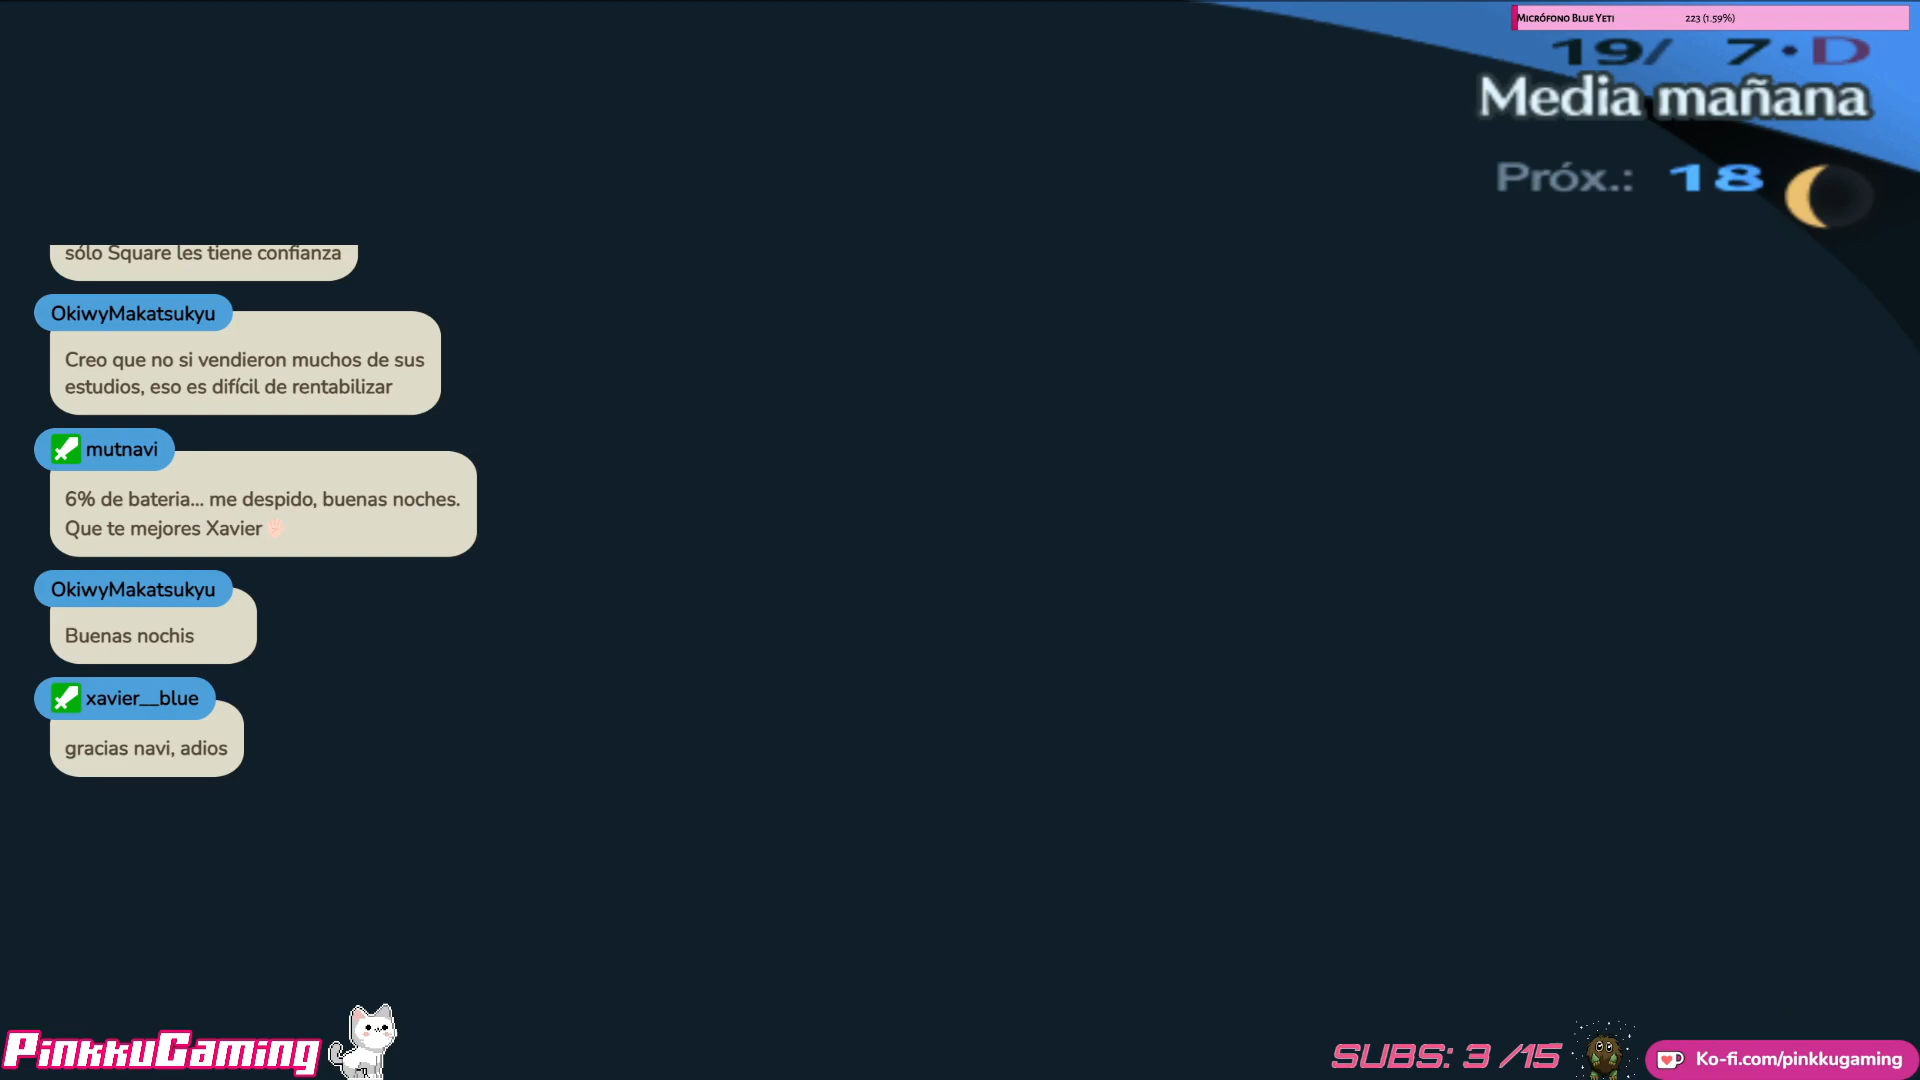 Micrófono Blue Yeti 223 (1.59%)
19/ 7•D
Media mañana
Próx.: 18
sólo Square les tiene confianza
OkiwyMakatsukyu
Creo que no si vendieron muchos de sus
estudios, eso es difícil de rentabilizar
mutnavi
6% de bateria... me despido, buenas noches.
Que te mejores Xavier
OkiwyMakatsukyu
Buenas nochis
xavier__blue
gracias navi, adios
PinkkuGaming
SUBS: 3 /15
Ko-fi.com/pinkkugaming